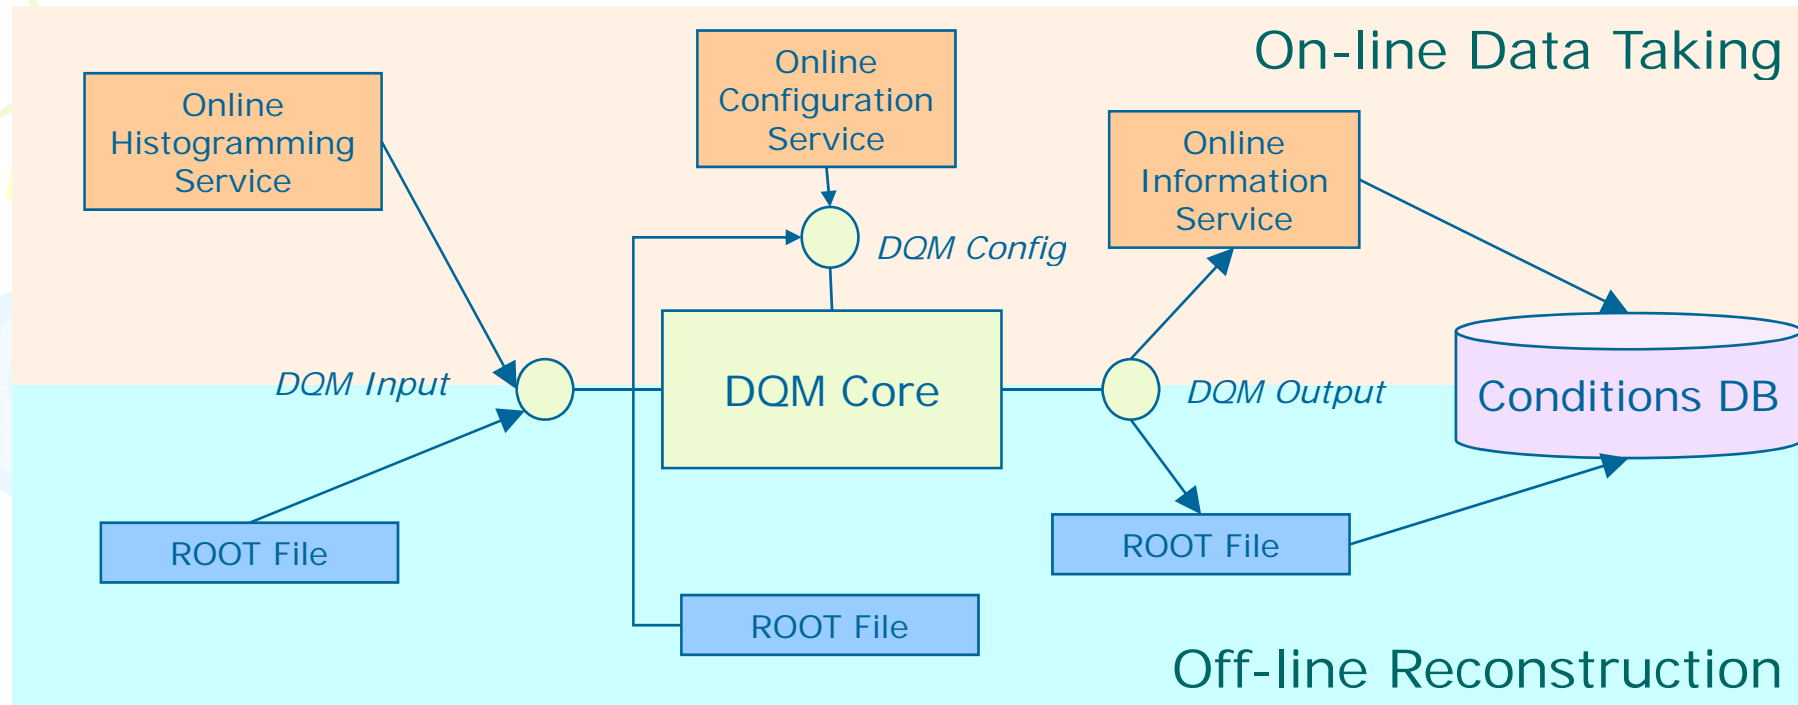 On-line Data Taking
Online
Histogramming
Service
Online
Configuration
Service
Online
Information
Service
DQM Config
DQM Input
DQM Core
DQM Output
Conditions DB
ROOT File
ROOT File
ROOT File
Off-line Reconstruction